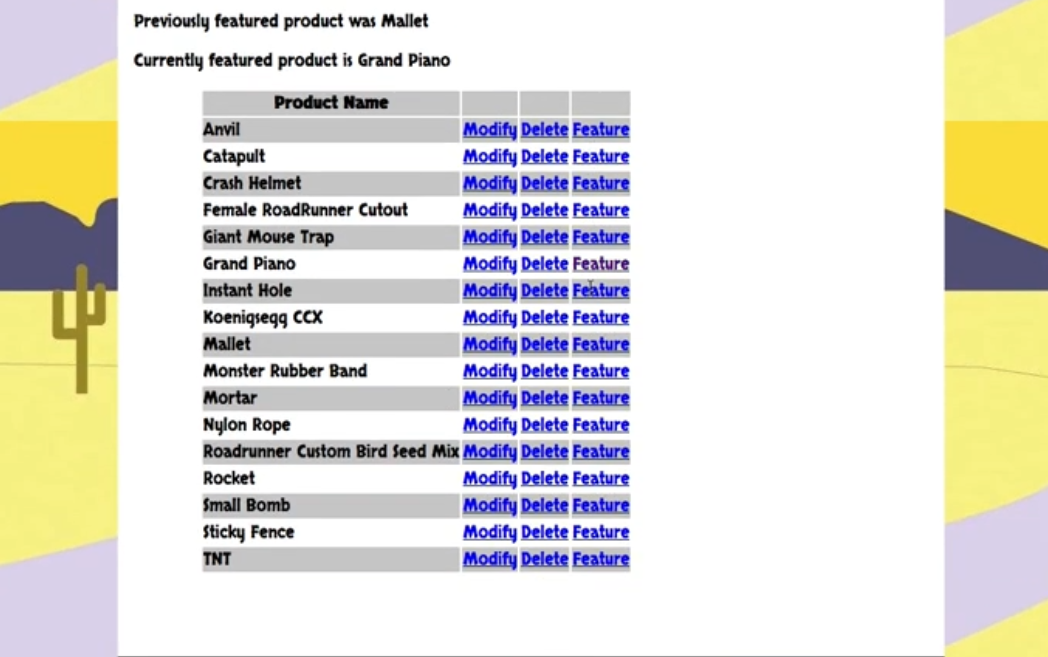 Previously featured product was Mallet
Currently featured product is Grand Piano
Product Name
Anvil Modify Delete Feature
Catapult Modify Delete Feature
Crash Helmet Modify Delete Feature
Female RoadRunner Cutout Modify Delete Feature
Giant Mouse Trap Modify Delete Feature
Grand Piano Modify Delete Feature
Instant Hole Modify Delete Feature
Koenigsegg CCX Modify Delete Feature
Mallet Modify Delete Feature
Monster Rubber Band Modify Delete Feature
Mortar Modify Delete Feature
Nylon Rope Modify Delete Feature
Roadrunner Custom Bird Seed Mix Modify Delete Feature
Rocket Modify Delete Feature
Small Bomb Modify Delete Feature
Sticky Fence Modify Delete Feature
TNT Modify Delete Feature